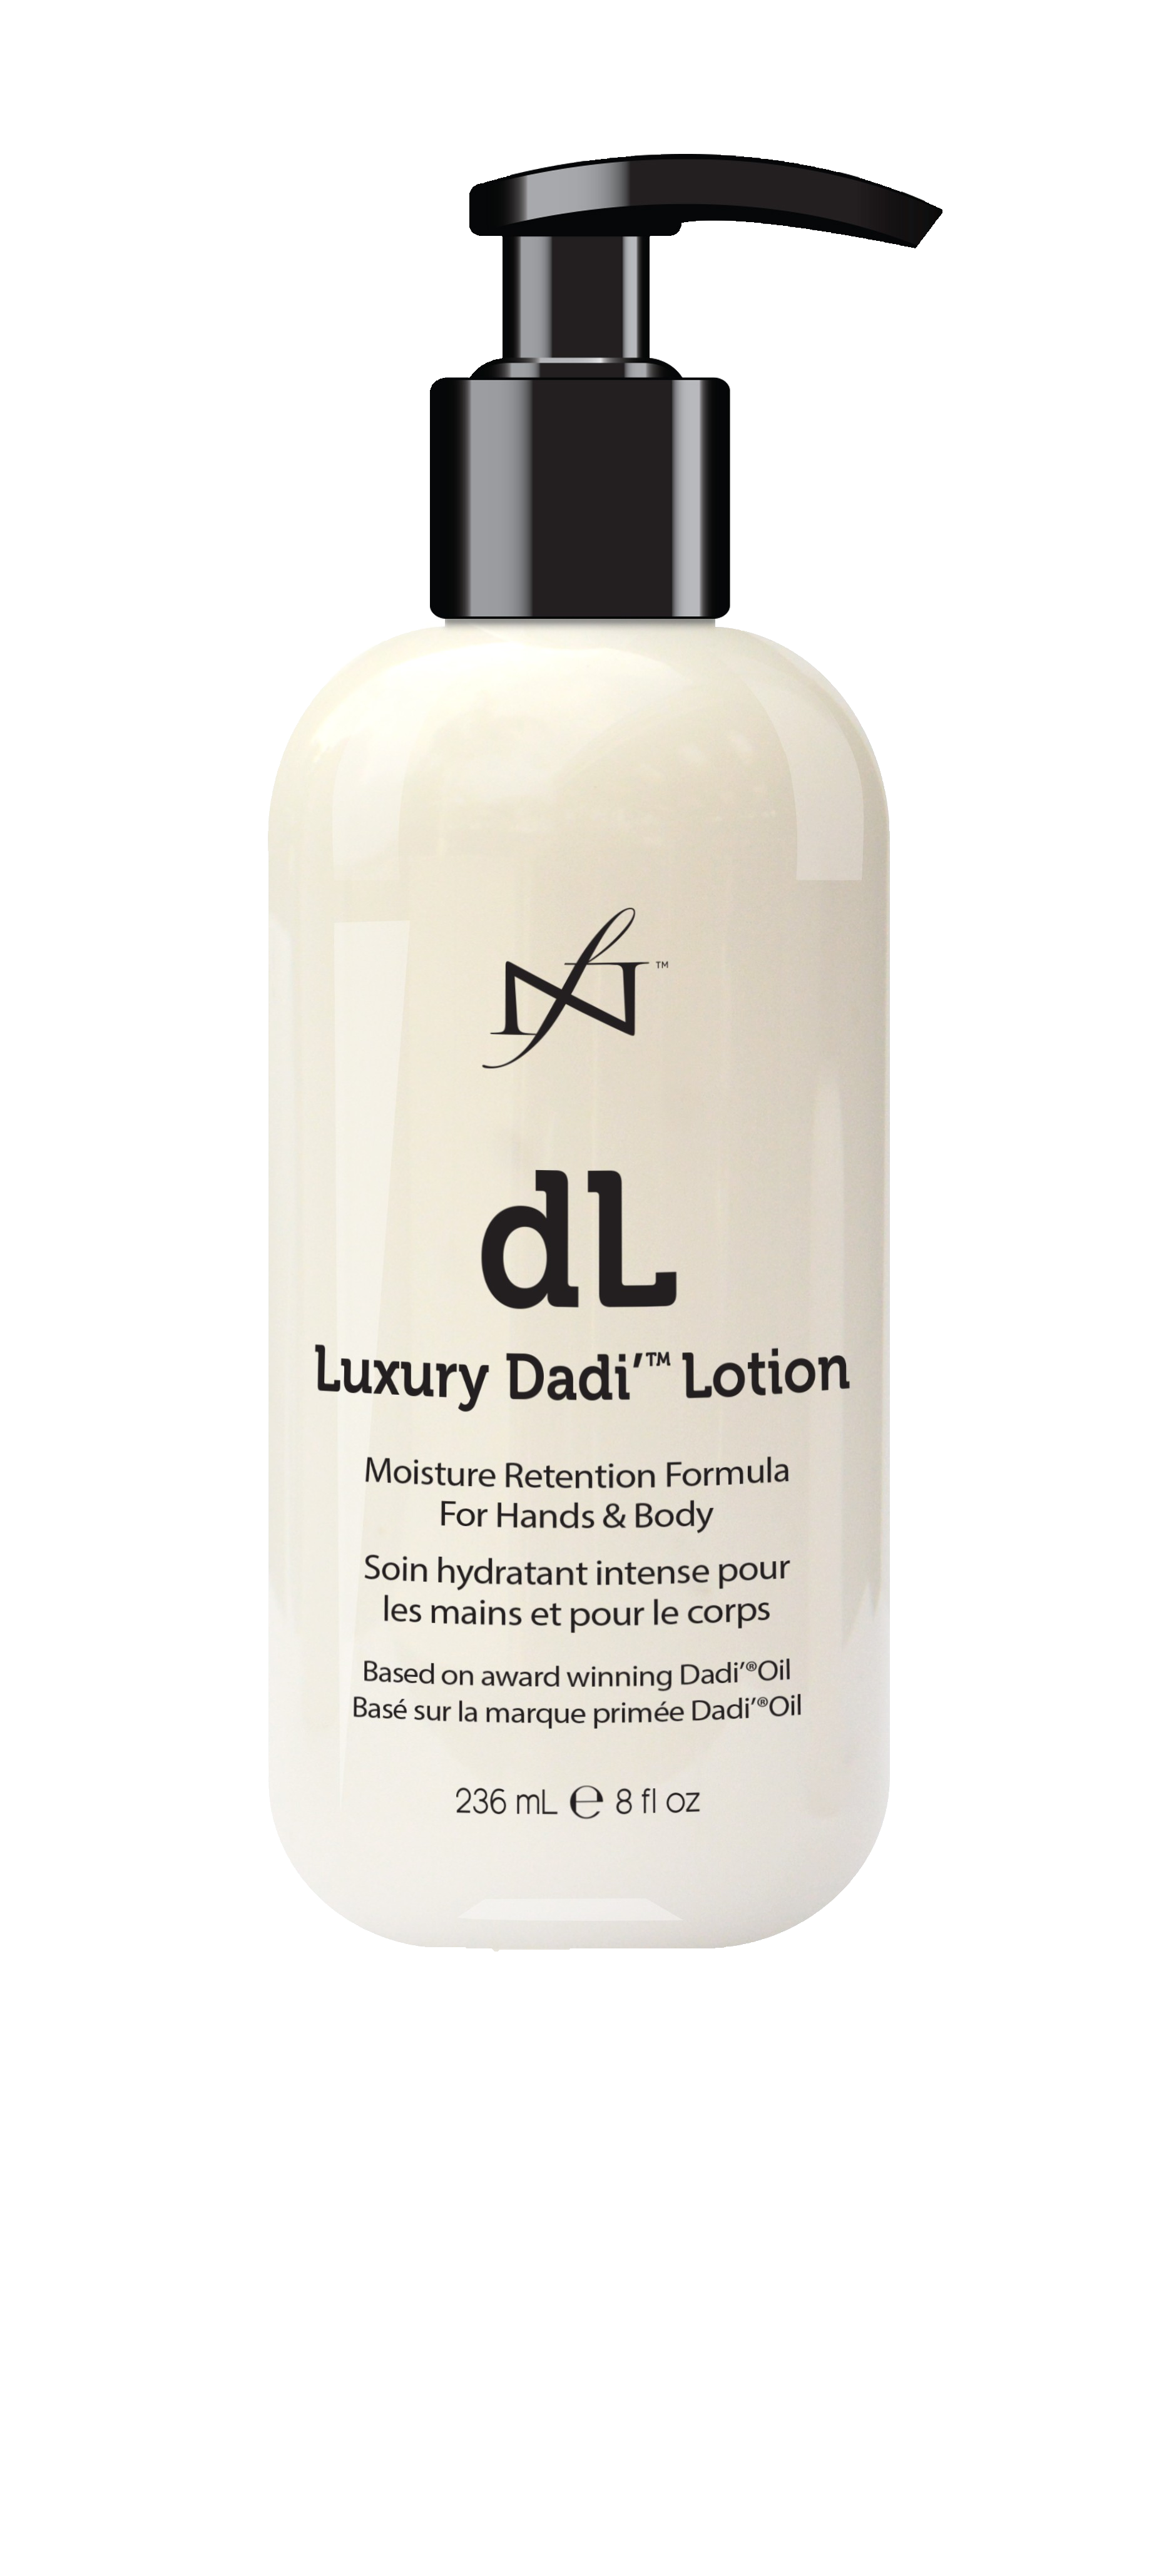 ™
dL
Luxury Dadi'™ Lotion
Moisture Retention Formula
For Hands & Body
Soin hydratant intense pour
les mains et pour le corps
Based on award winning Dadi'®Oil
Basé sur la marque primée Dadi'®Oil
236 mL ℮ 8 fl oz